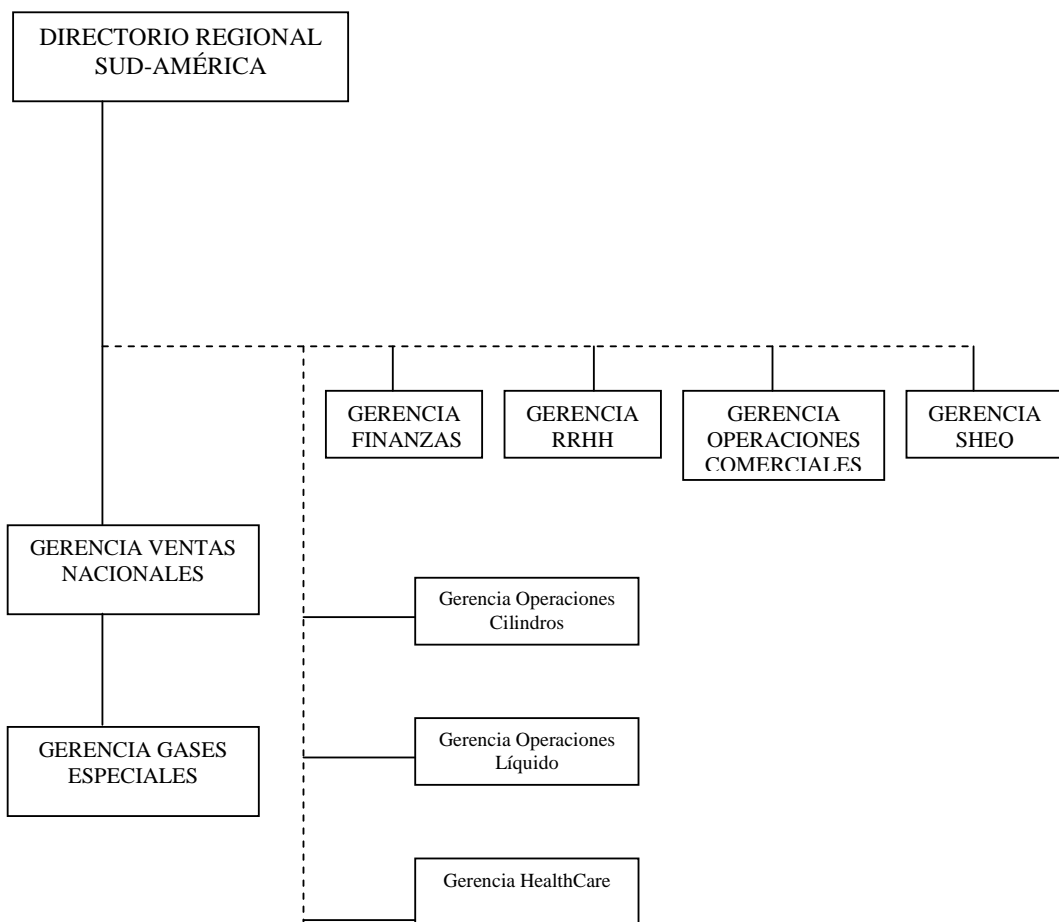 DIRECTORIO REGIONAL
SUD-AMÉRICA
GERENCIA
FINANZAS
GERENCIA
RRHH
GERENCIA
OPERACIONES
COMERCIALES
GERENCIA
SHEQ
GERENCIA VENTAS
NACIONALES
Gerencia Operaciones
Cilindros
GERENCIA GASES
ESPECIALES
Gerencia Operaciones
Líquido
Gerencia HealthCare